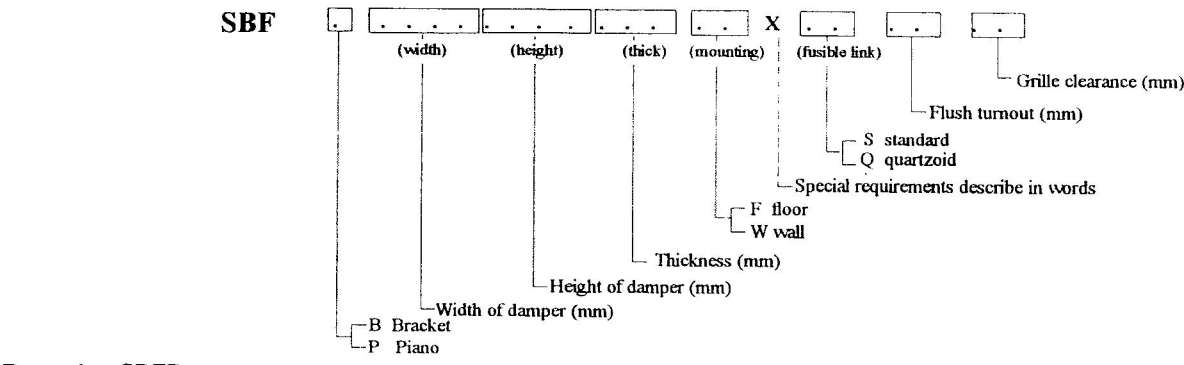 SBF X
(width) (height) (thick) (mounting) (fusible link)
Grille clearance (mm)
Flush turnout (mm)
S standard
Q quartzoid
Special requirements describe in words
F floor
W wall
Thickness (mm)
Height of damper (mm)
Width of damper (mm)
B Bracket
P Piano